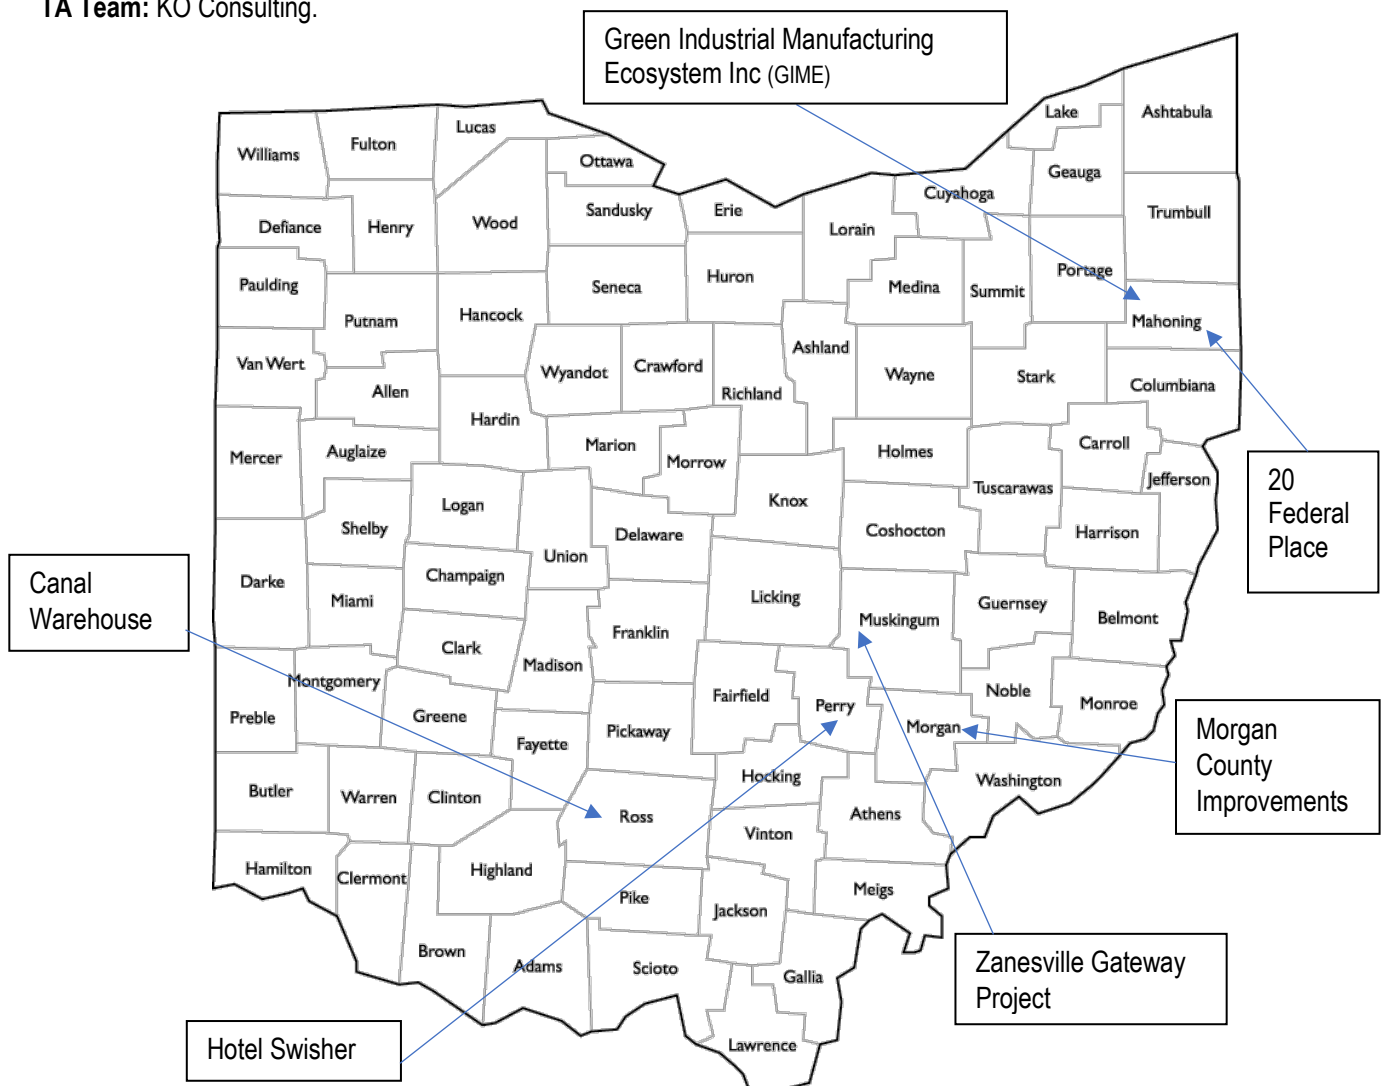 TA Team: KO Consulting.
Green Industrial Manufacturing
Ecosystem Inc (GIME)
Lake
Ashtabula
Williams
Fulton
Lucas
Ottawa
Geauga
Cuyahoga
Defiance
Henry
Wood
Sandusky
Erie
Lorain
Trumbull
Paulding
Seneca
Huron
Medina
Summit
Portage
Putnam
Hancock
Mahoning
Van Wert
Allen
Wyandot
Crawford
Richland
Ashland
Wayne
Stark
Columbiana
Hardin
Mercer
Auglaize
Marion
Morrow
Holmes
Carroll
Jefferson
20
Federal
Place
Logan
Knox
Tuscarawas
Shelby
Union
Delaware
Coshocton
Harrison
Canal
Warehouse
Darke
Champaign
Miami
Licking
Muskingum
Guernsey
Belmont
Clark
Franklin
Madison
Montgomery
Preble
Greene
Fayette
Pickaway
Fairfield
Perry
Morgan
Noble
Monroe
Morgan
County
Improvements
Butler
Warren
Clinton
Ross
Hocking
Vinton
Athens
Washington
Hamilton
Clermont
Highland
Pike
Jackson
Meigs
Brown
Adams
Scioto
Gallia
Zanesville Gateway
Project
Hotel Swisher
Lawrence